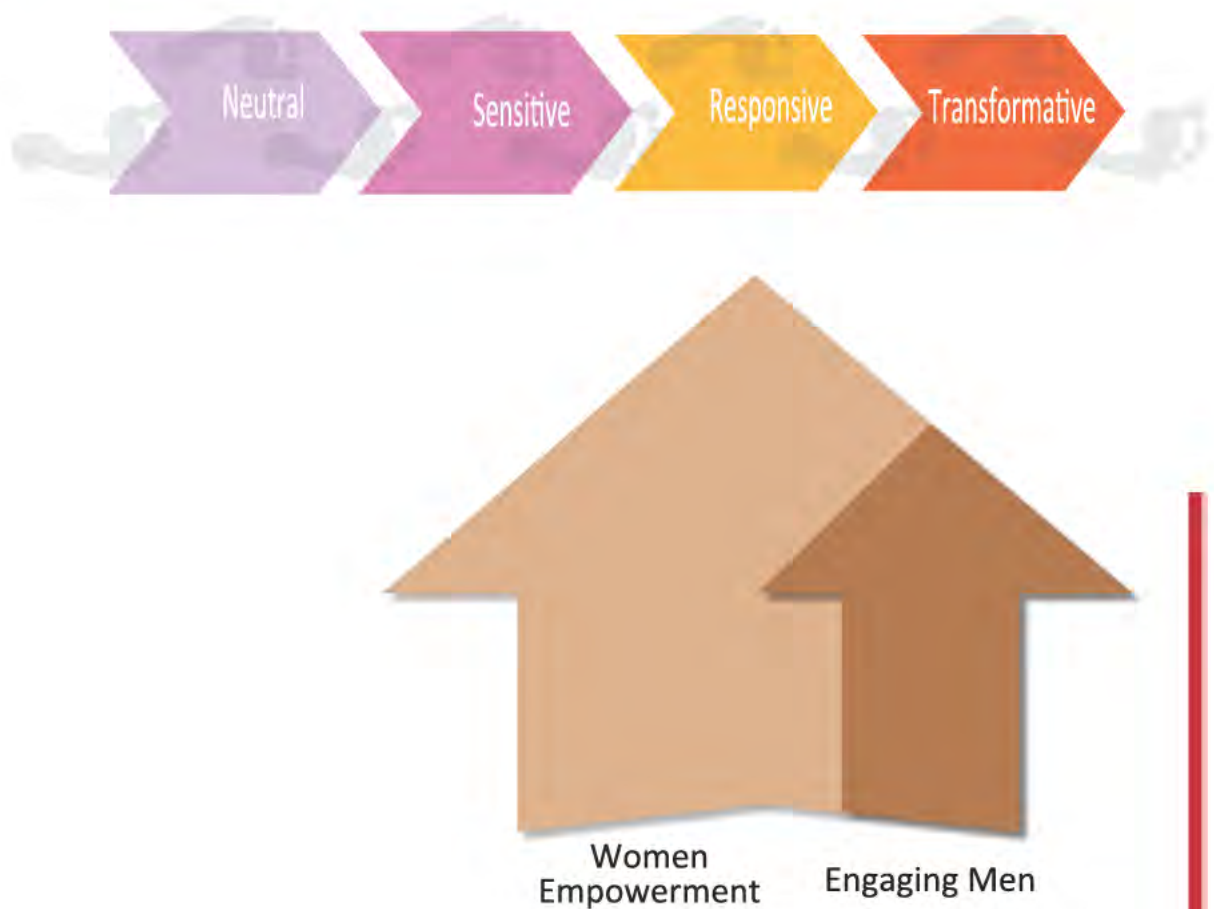 Neutral Sensitive Responsive Transformative
Women
Empowerment
Engaging Men